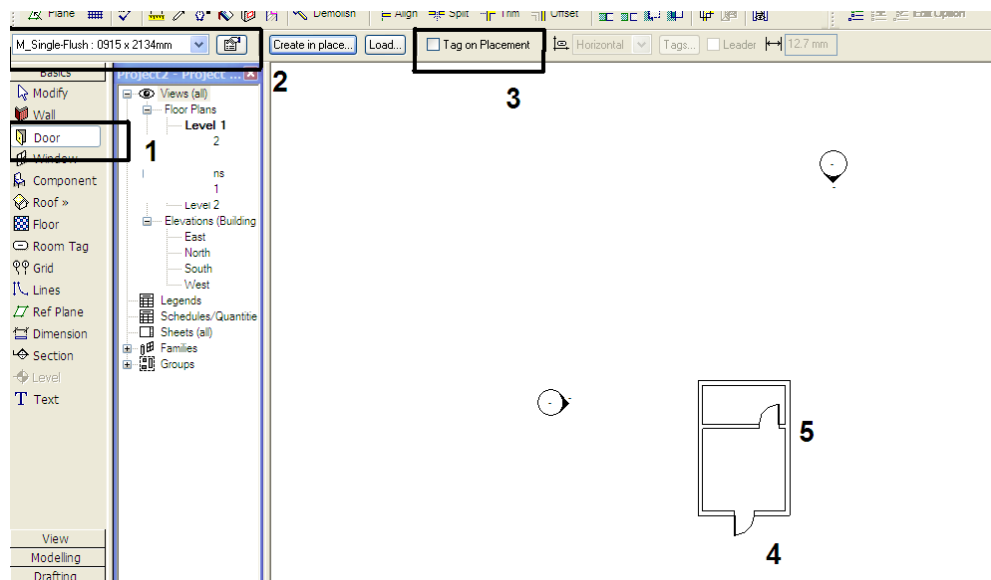 Plane Demolish Align Split Trim Offset Edit Option
M_Single-Flush : 0915 x 2134mm Create in place... Load... Tag on Placement Horizontal Tags... Leader 12.7 mm
2
3
Basics
Modify
Wall
Door
Window
Component
Roof »
Floor
Room Tag
Grid
Lines
Ref Plane
Dimension
Section
Level
Text
View
Modelling
Drafting
Project2 - Project ...
Views (all)
Floor Plans
Level 1
2
1
ns
1
Level 2
Elevations (Building
East
North
South
West
Legends
Schedules/Quantitie
Sheets (all)
Families
Groups
5
4